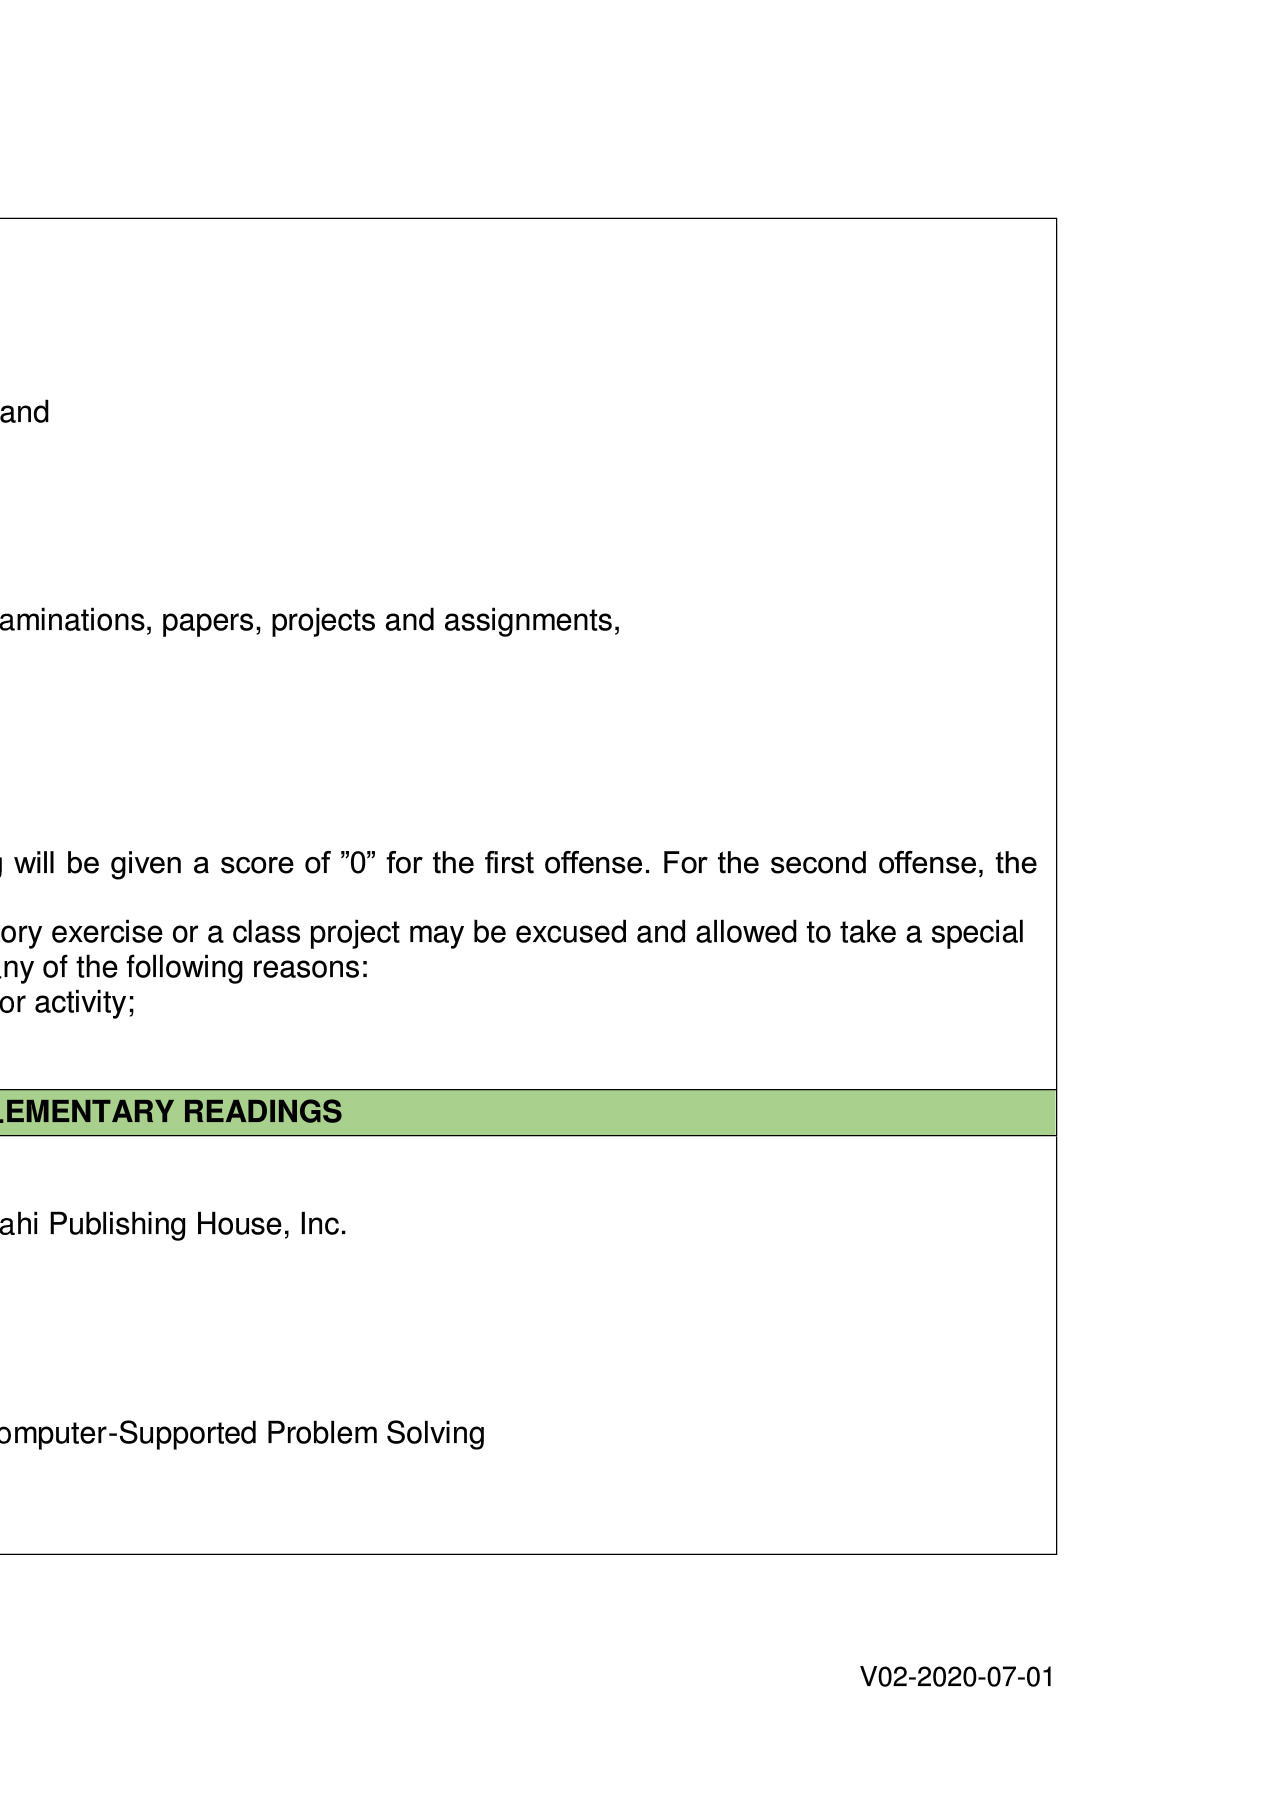 and
aminations, papers, projects and assignments,
will be given a score of ”0” for the first offense. For the second offense, the
ory exercise or a class project may be excused and allowed to take a special
ny of the following reasons:
or activity;
LEMENTARY READINGS
ahi Publishing House, Inc.
omputer-Supported Problem Solving
V02-2020-07-01